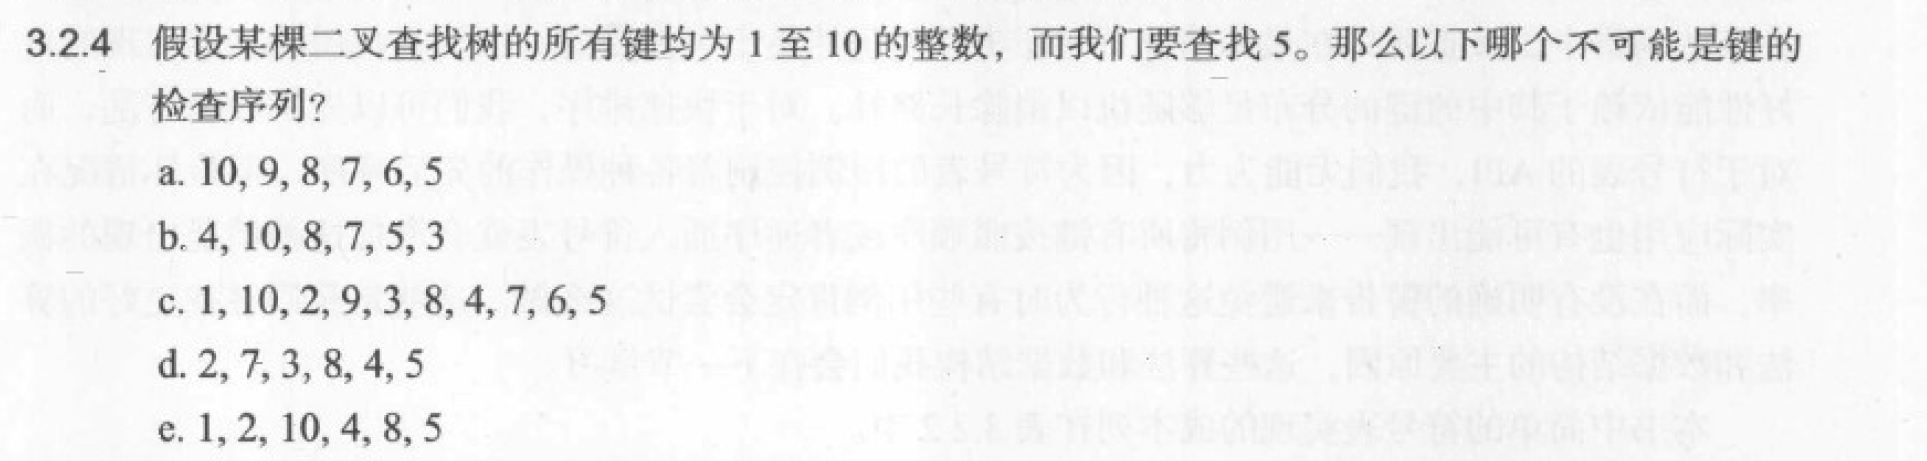 3.2.4 假设某棵二叉查找树的所有键均为 1 至 10 的整数，而我们要查找 5。那么以下哪个不可能是键的
检查序列？
a. 10, 9, 8, 7, 6, 5
b. 4, 10, 8, 7, 5, 3
c. 1, 10, 2, 9, 3, 8, 4, 7, 6, 5
d. 2, 7, 3, 8, 4, 5
e. 1, 2, 10, 4, 8, 5